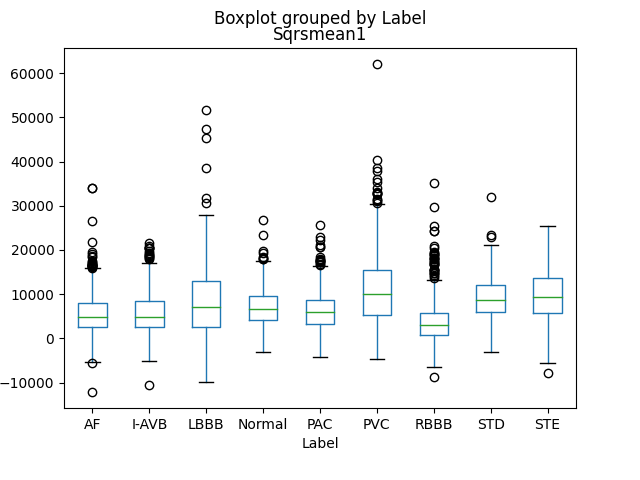 Boxplot grouped by Label
Sqrsmean1
60000
50000
40000
30000
20000
10000
0
−10000
AF I-AVB LBBB Normal PAC PVC RBBB STD STE
Label